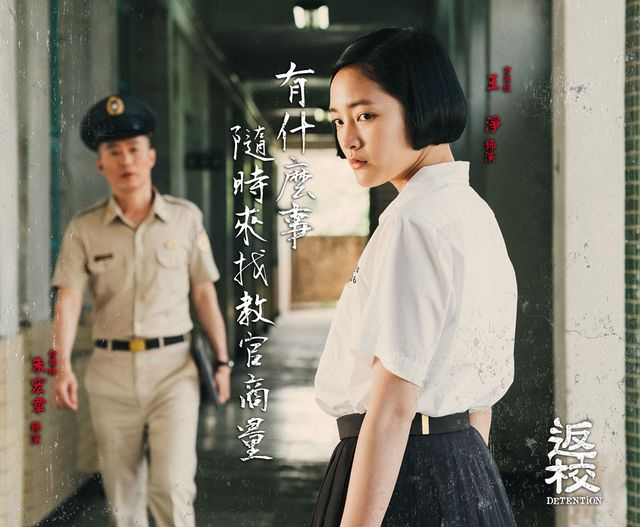 有什麼事
隨時來找教官商量
王淨 飾演
朱宏章 飾演
返校
DETENTION